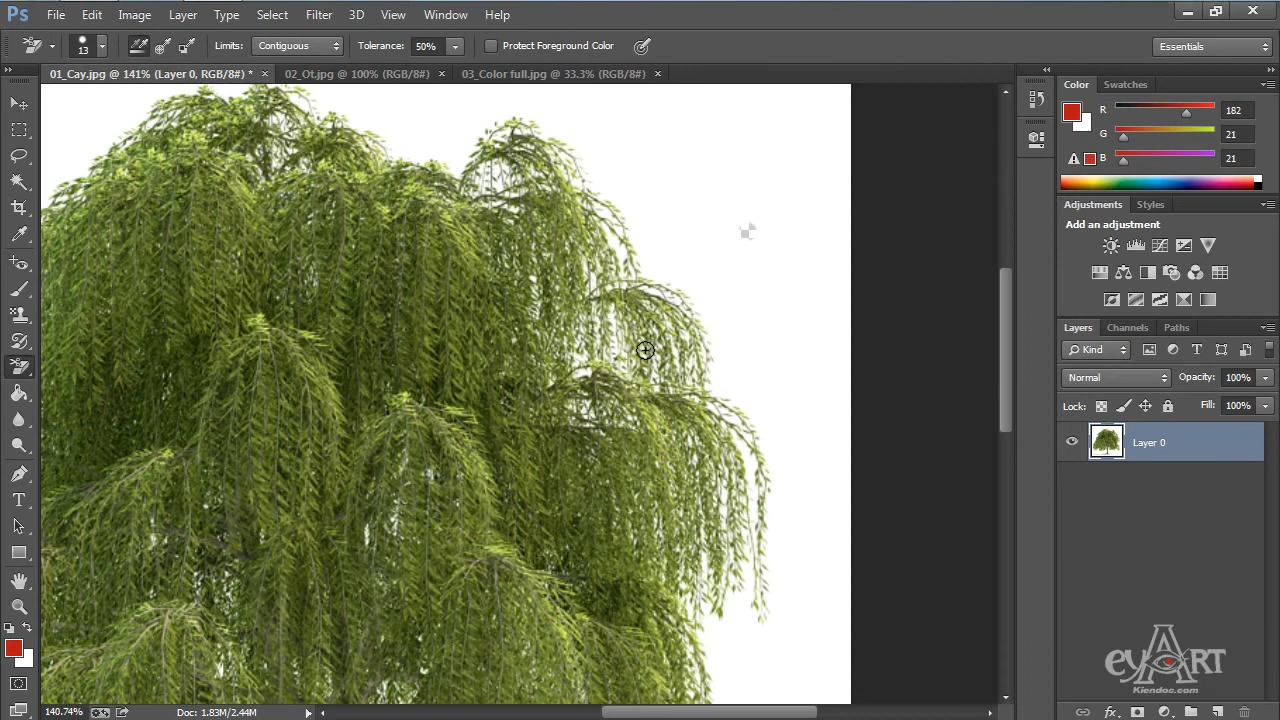 Ps File Edit Image Layer Type Select Filter 3D View Window Help
13 Limits: Contiguous Tolerance: 50% Protect Foreground Color Essentials
01_Cay.jpg @ 141% (Layer 0, RGB/8#) * × 02_Ot.jpg @ 100% (RGB/8#) × 03_Color full.jpg @ 33.3% (RGB/8#) ×
Color Swatches
R 182
G 21
B 21
Adjustments Styles
Add an adjustment
Layers Channels Paths
Kind T
Normal Opacity: 100%
Lock: Fill: 100%
Layer 0
T
eyART
Kiendoc.com
140.74% Doc: 1.83M/2.44M
fx